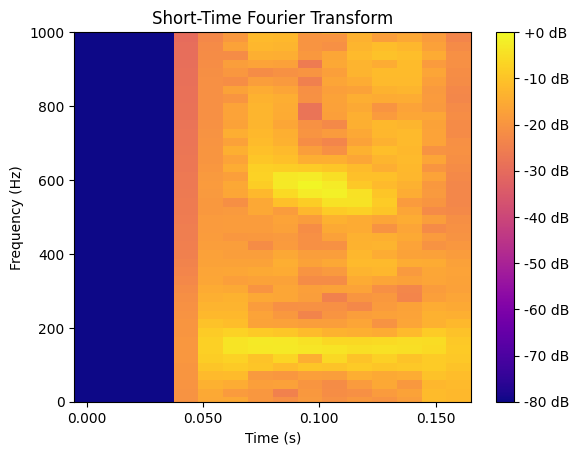 Short-Time Fourier Transform
Frequency (Hz)
1000
800
600
400
200
0
0.000
0.050
0.100
0.150
Time (s)
+0 dB
-10 dB
-20 dB
-30 dB
-40 dB
-50 dB
-60 dB
-70 dB
-80 dB